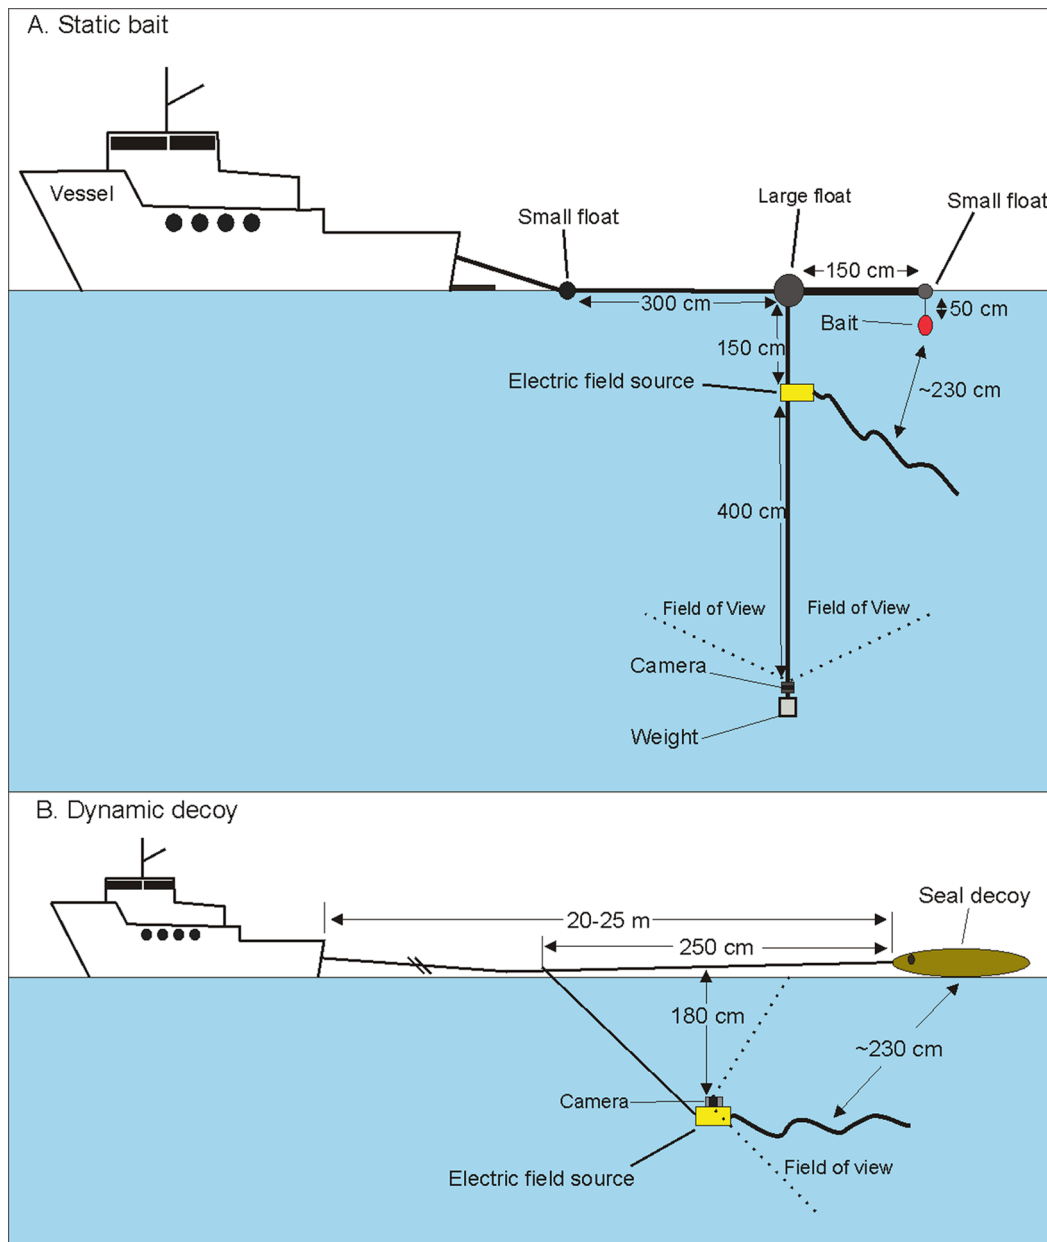 A. Static bait
Vessel
Small float
Large float
Small float
150 cm
300 cm
50 cm
Bait
150 cm
Electric field source
~230 cm
400 cm
Field of View
Field of View
Camera
Weight
B. Dynamic decoy
Seal decoy
20-25 m
250 cm
180 cm
~230 cm
Camera
Field of view
Electric field source